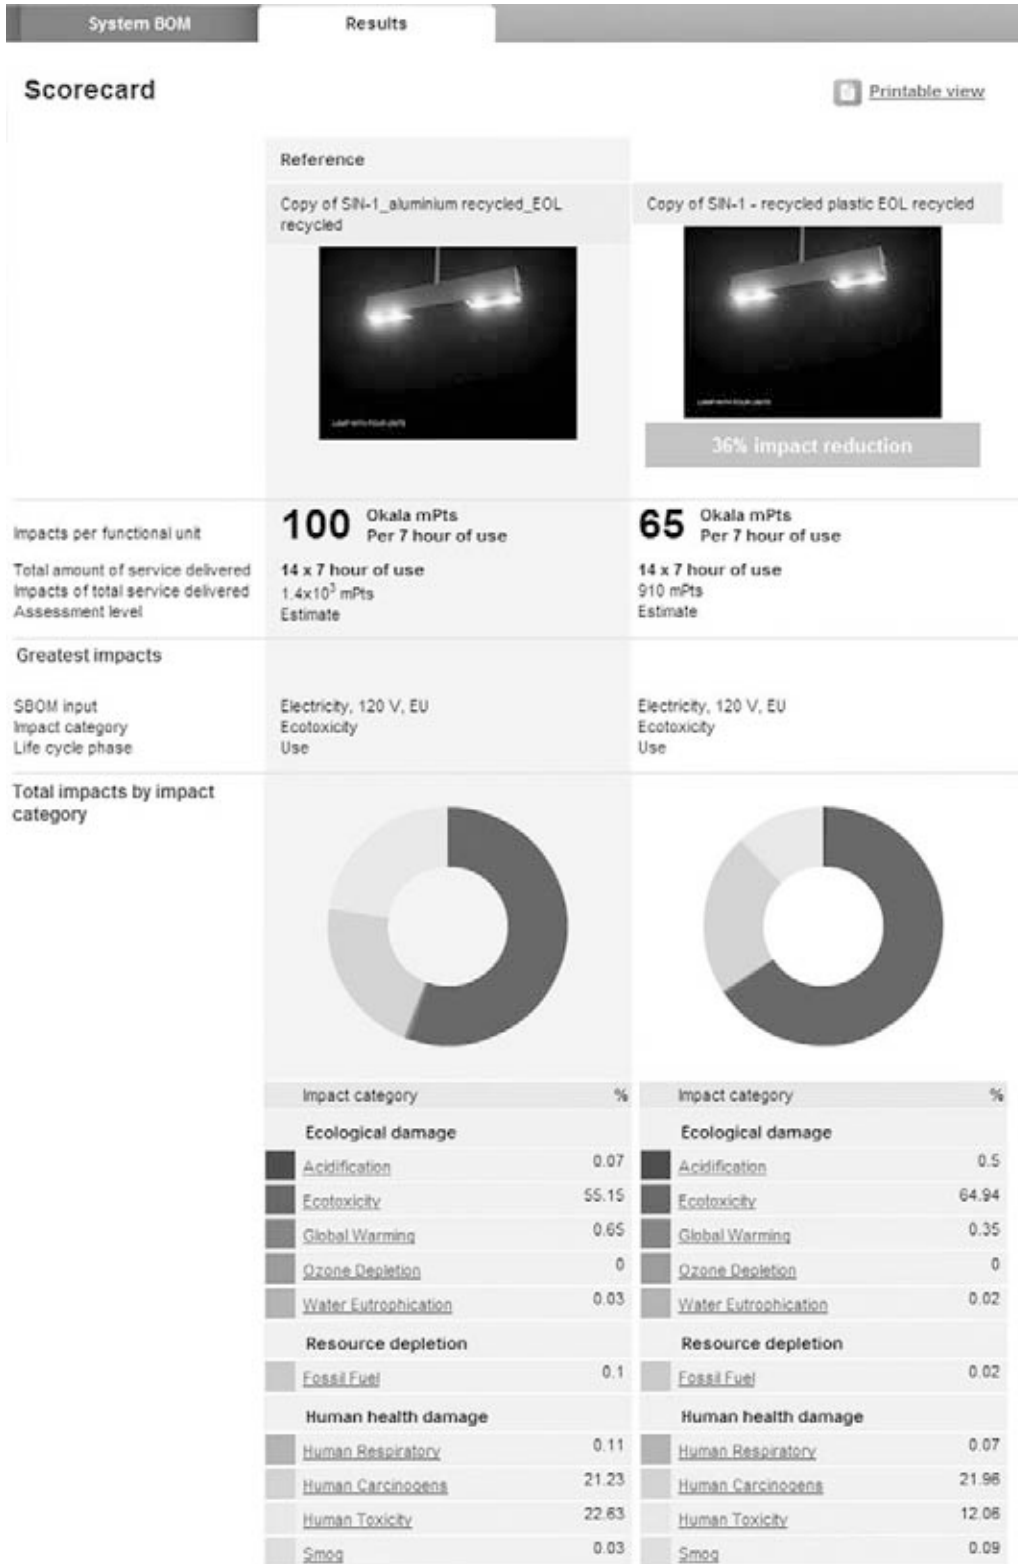 System BOM
Results
Scorecard
Printable view
Reference
Copy of SIN-1_aluminium recycled_EOL
recycled
Copy of SIN-1 - recycled plastic EOL recycled
LAMP WITH FOUR UNITS
LAMP WITH FOUR UNITS
36% impact reduction
Impacts per functional unit
100 Okala mPts
Per 7 hour of use
65 Okala mPts
Per 7 hour of use
Total amount of service delivered 14 x 7 hour of use 14 x 7 hour of use
Impacts of total service delivered 1.4x10³ mPts 910 mPts
Assessment level Estimate Estimate
Greatest impacts
SBOM input Electricity, 120 V, EU Electricity, 120 V, EU
Impact category Ecotoxicity Ecotoxicity
Life cycle phase Use Use
Total impacts by impact
category
Impact category % Impact category %
Ecological damage Ecological damage
Acidification 0.07 Acidification 0.5
Ecotoxicity 55.15 Ecotoxicity 64.94
Global Warming 0.65 Global Warming 0.35
Ozone Depletion 0 Ozone Depletion 0
Water Eutrophication 0.03 Water Eutrophication 0.02
Resource depletion Resource depletion
Fossil Fuel 0.1 Fossil Fuel 0.02
Human health damage Human health damage
Human Respiratory 0.11 Human Respiratory 0.07
Human Carcinogens 21.23 Human Carcinogens 21.96
Human Toxicity 22.63 Human Toxicity 12.06
Smog 0.03 Smog 0.09